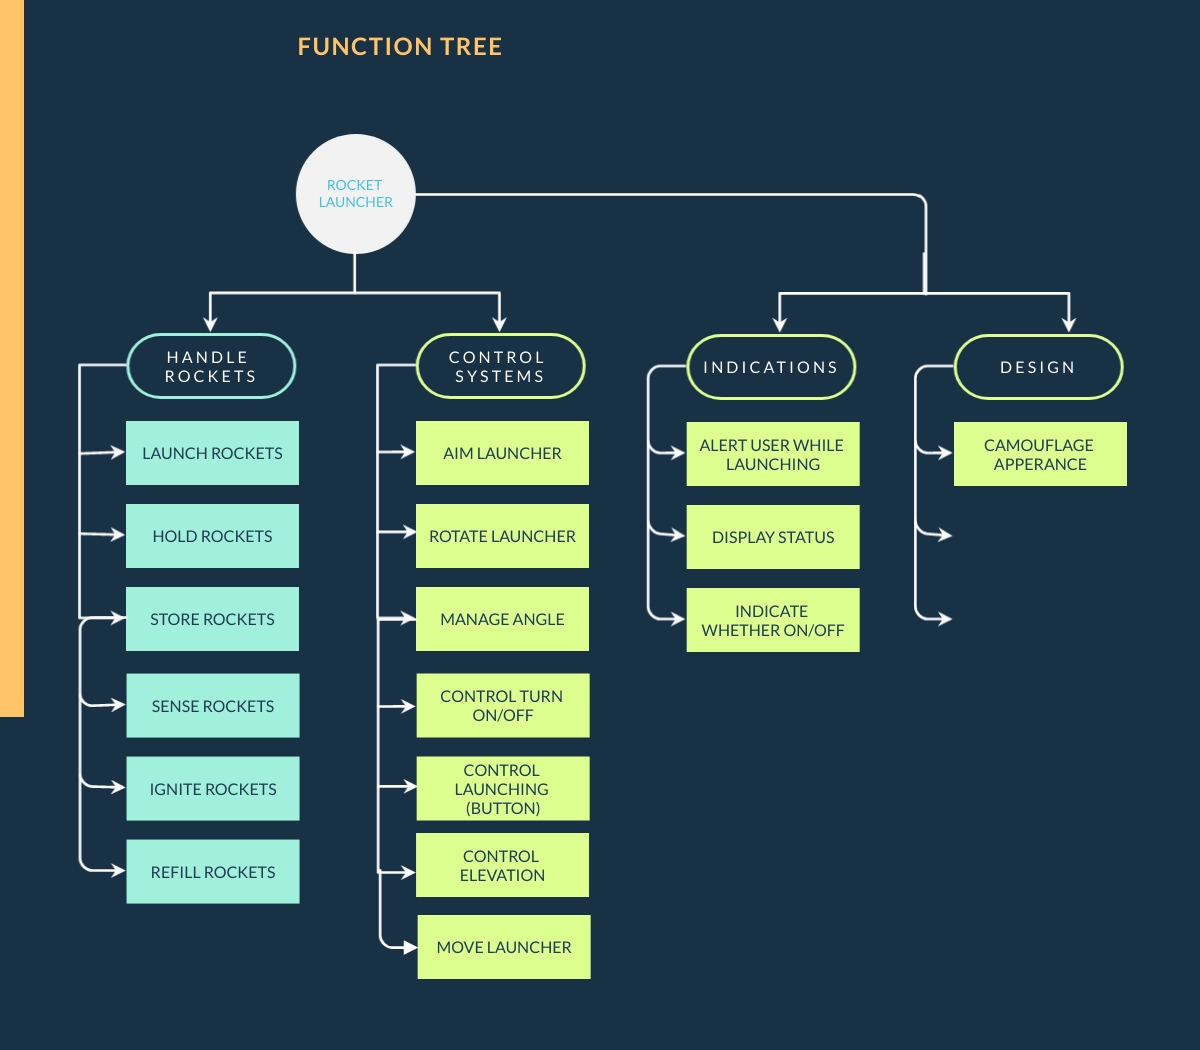 FUNCTION TREE
ROCKET
LAUNCHER
HANDLE
ROCKETS
LAUNCH ROCKETS
HOLD ROCKETS
STORE ROCKETS
SENSE ROCKETS
IGNITE ROCKETS
REFILL ROCKETS
CONTROL
SYSTEMS
AIM LAUNCHER
ROTATE LAUNCHER
MANAGE ANGLE
CONTROL TURN
ON/OFF
CONTROL
LAUNCHING
(BUTTON)
CONTROL
ELEVATION
MOVE LAUNCHER
INDICATIONS
ALERT USER WHILE
LAUNCHING
DISPLAY STATUS
INDICATE
WHETHER ON/OFF
DESIGN
CAMOUFLAGE
APPERANCE